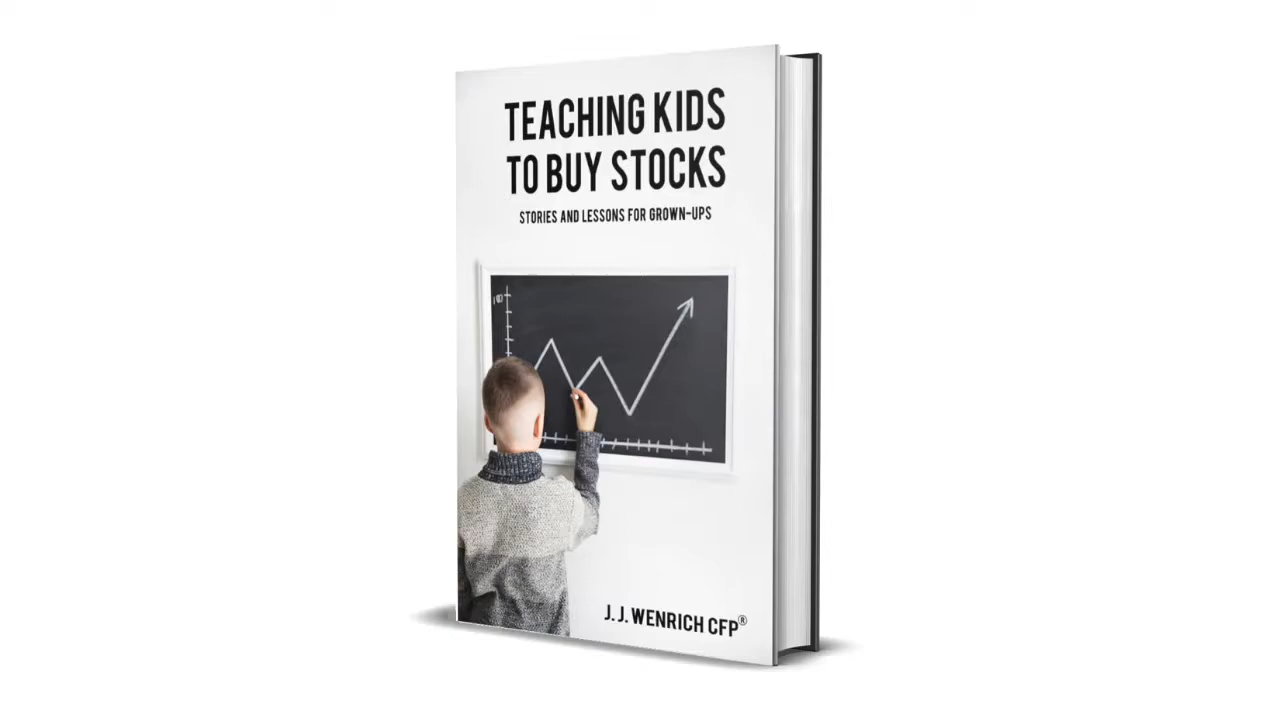 TEACHING KIDS
TO BUY STOCKS
STORIES AND LESSONS FOR GROWN-UPS
J. J. WENRICH CFP®